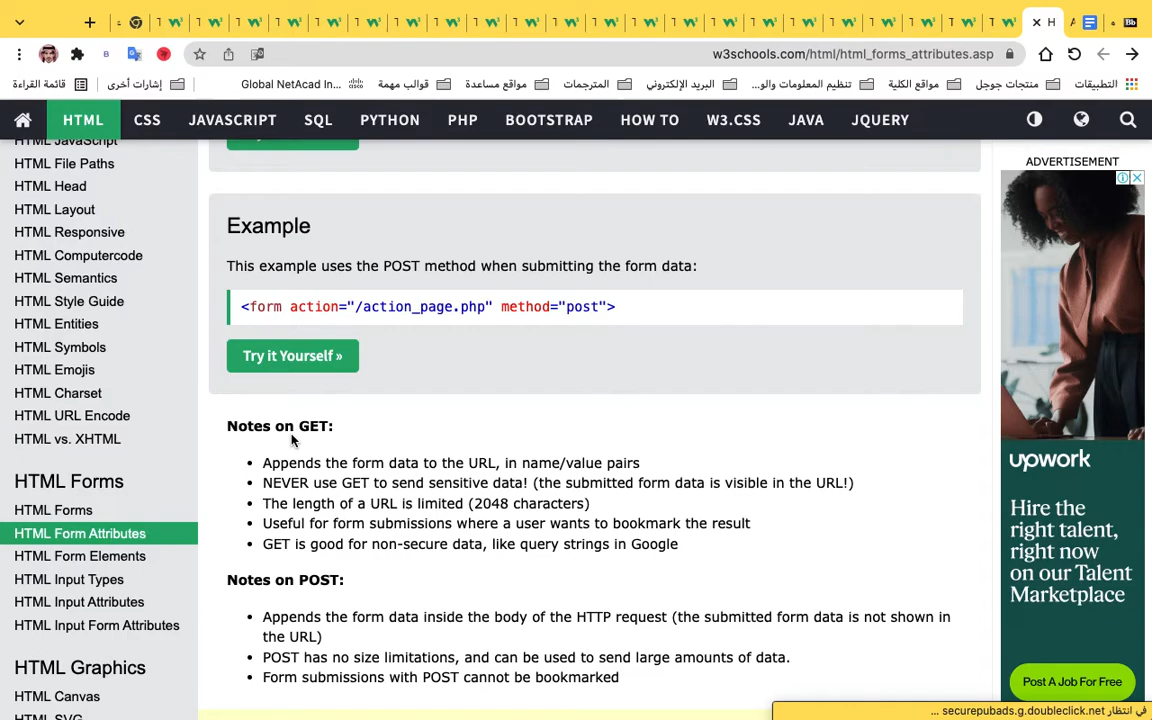 H
Bb
w3schools.com/html/html_forms_attributes.asp
قائمة القراءة
إشارات أخرى
Global NetAcad In...
قوالب مهمة
مواقع مساعدة
المترجمات
البريد الإلكتروني
تنظيم المعلومات والو...
مواقع الكلية
منتجات جوجل
التطبيقات
HTML CSS JAVASCRIPT SQL PYTHON PHP BOOTSTRAP HOW TO W3.CSS JAVA JQUERY
HTML JavaScript
HTML File Paths
HTML Head
HTML Layout
HTML Responsive
HTML Computercode
HTML Semantics
HTML Style Guide
HTML Entities
HTML Symbols
HTML Emojis
HTML Charset
HTML URL Encode
HTML vs. XHTML
HTML Forms
HTML Forms
HTML Form Attributes
HTML Form Elements
HTML Input Types
HTML Input Attributes
HTML Input Form Attributes
HTML Graphics
HTML Canvas
HTML SVG
Example
This example uses the POST method when submitting the form data:
<form action="/action_page.php" method="post">
Try it Yourself »
Notes on GET:
• Appends the form data to the URL, in name/value pairs
• NEVER use GET to send sensitive data! (the submitted form data is visible in the URL!)
• The length of a URL is limited (2048 characters)
• Useful for form submissions where a user wants to bookmark the result
• GET is good for non-secure data, like query strings in Google
Notes on POST:
• Appends the form data inside the body of the HTTP request (the submitted form data is not shown in
the URL)
• POST has no size limitations, and can be used to send large amounts of data.
• Form submissions with POST cannot be bookmarked
ADVERTISEMENT
upwork
Hire the
right talent,
right now
on our Talent
Marketplace
Post A Job For Free
في انتظار securepubads.g.doubleclick.net ...